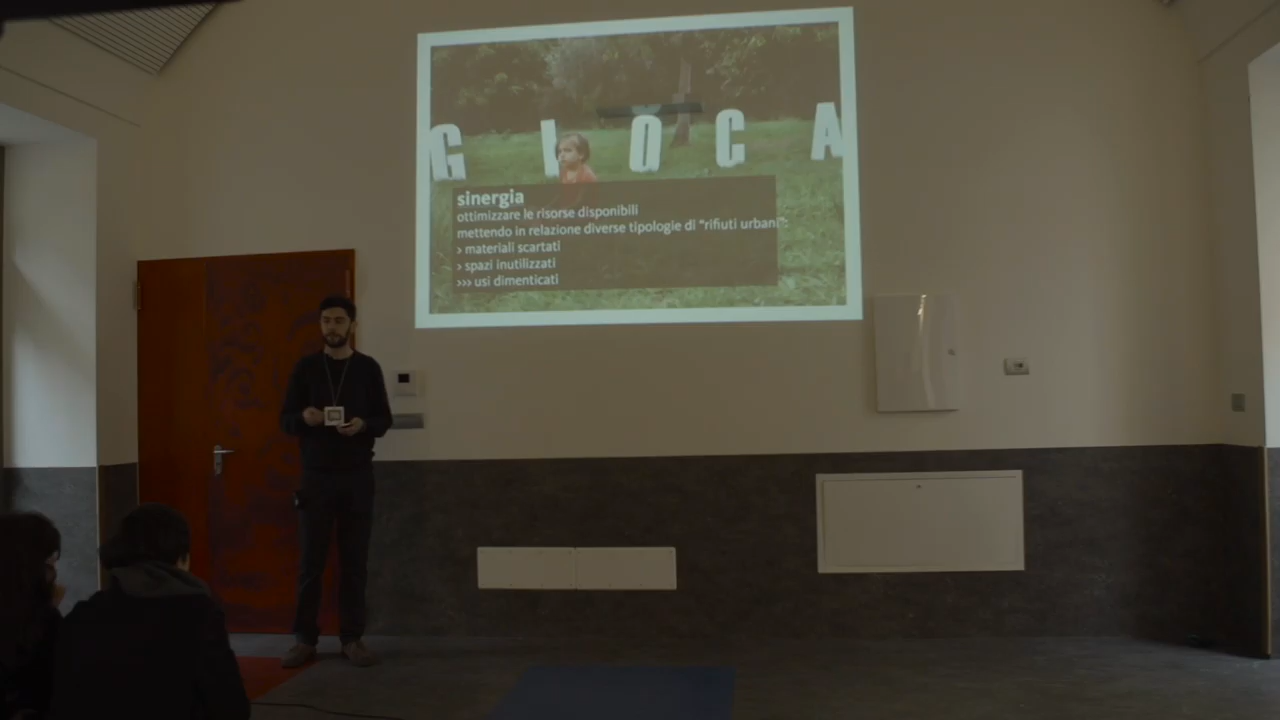 GIOCA
sinergia
ottimizzare le risorse disponibili
mettendo in relazione diverse tipologie di "rifiuti urbani":
› materiali scartati
› spazi inutilizzati
››› usi dimenticati